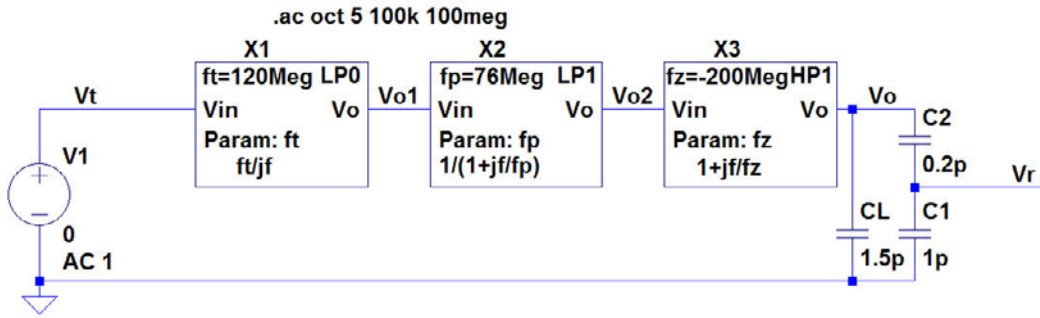 .ac oct 5 100k 100meg
X1 X2 X3
ft=120Meg LP0 fp=76Meg LP1 fz=-200Meg HP1
Vt Vin Vo Vo1 Vin Vo Vo2 Vin Vo Vo
C2
Param: ft Param: fp Param: fz
V1
ft/jf 1/(1+jf/fp) 1+jf/fz 0.2p
Vr
CL C1
0
1.5p 1p
AC 1